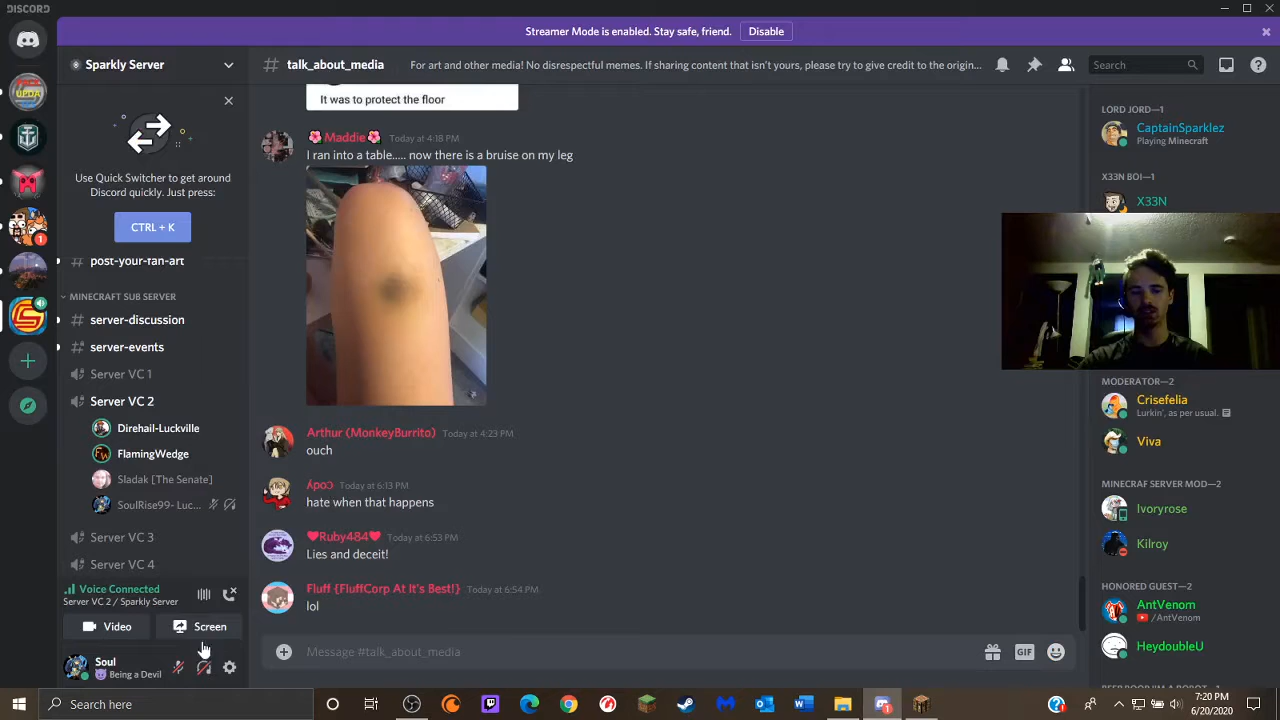 DISCORD
Streamer Mode is enabled. Stay safe, friend.
Disable
Sparkly Server
talk_about_media
For art and other media! No disrespectful memes. If sharing content that isn't yours, please try to give credit to the origin...
Search
Use Quick Switcher to get around
Discord quickly. Just press:
CTRL + K
post-your-fan-art
MINECRAFT SUB SERVER
server-discussion
server-events
Server VC 1
Server VC 2
Direhail-Luckville
FlamingWedge
Sladak [The Senate]
SoulRise99- Luc...
Server VC 3
Server VC 4
Voice Connected
Server VC 2 / Sparkly Server
Video
Screen
Soul
Being a Devil
It was to protect the floor
Maddie
Today at 4:18 PM
I ran into a table..... now there is a bruise on my leg
Arthur (MonkeyBurrito)
Today at 4:23 PM
ouch
ʎpoɔ
Today at 6:13 PM
hate when that happens
Ruby484
Today at 6:53 PM
Lies and deceit!
Fluff {FluffCorp At It's Best!}
Today at 6:54 PM
lol
Message #talk_about_media
GIF
LORD JORD—1
CaptainSparklez
Playing Minecraft
X33N BOI—1
X33N
MODERATOR—2
Crisefelia
Lurkin', as per usual.
Viva
MINECRAF SERVER MOD—2
Ivoryrose
Kilroy
HONORED GUEST—2
AntVenom
/AntVenom
HeydoubleU
Search here
7:20 PM
6/20/2020